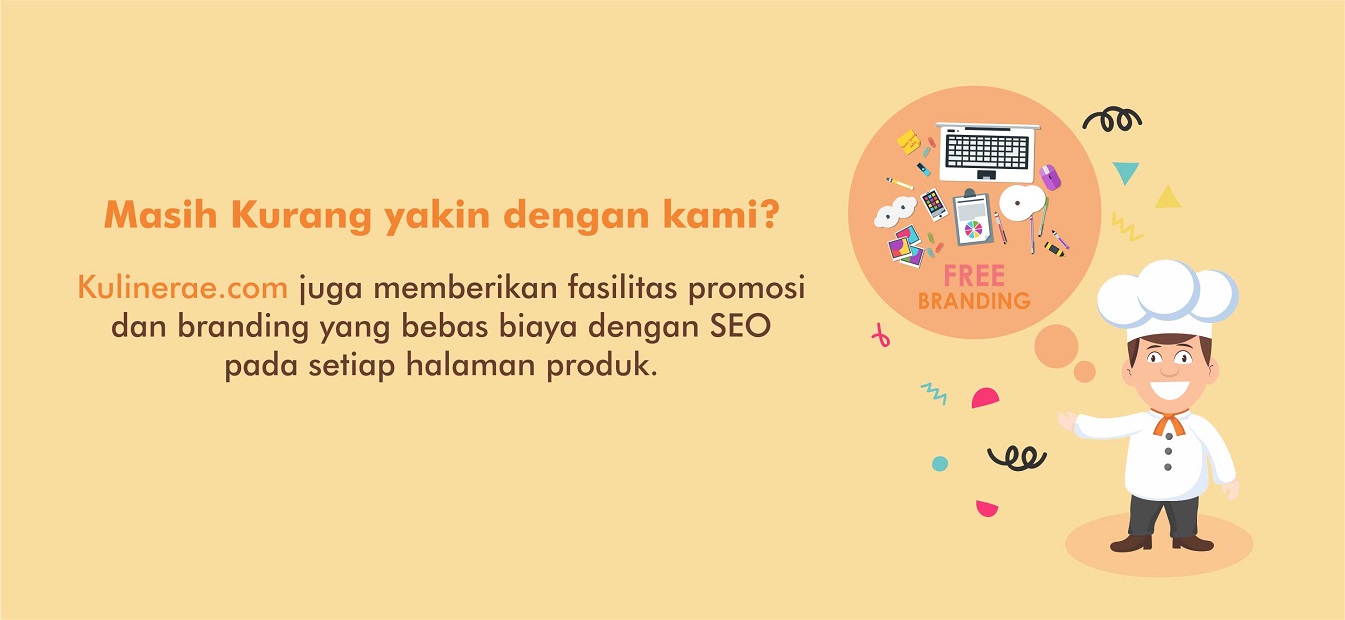 Masih Kurang yakin dengan kami?
Kulinerae.com juga memberikan fasilitas promosi
dan branding yang bebas biaya dengan SEO
pada setiap halaman produk.
FREE
BRANDING